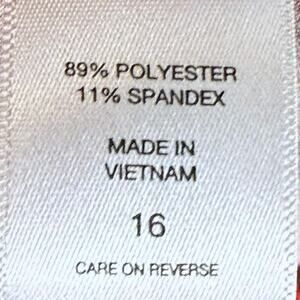 89% POLYESTER
11% SPANDEX
MADE IN
VIETNAM
16
CARE ON REVERSE